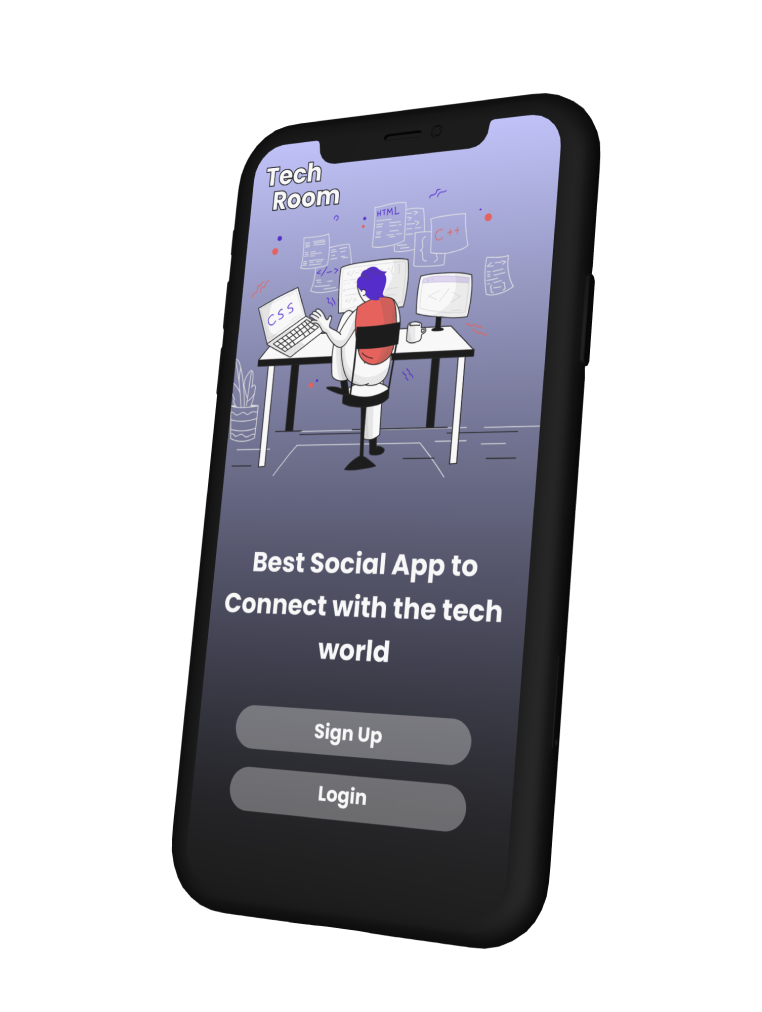 Tech
Room
HTML
C++
{ }
</->
CSS
</>
Best Social App to
Connect with the tech
world
Sign Up
Login